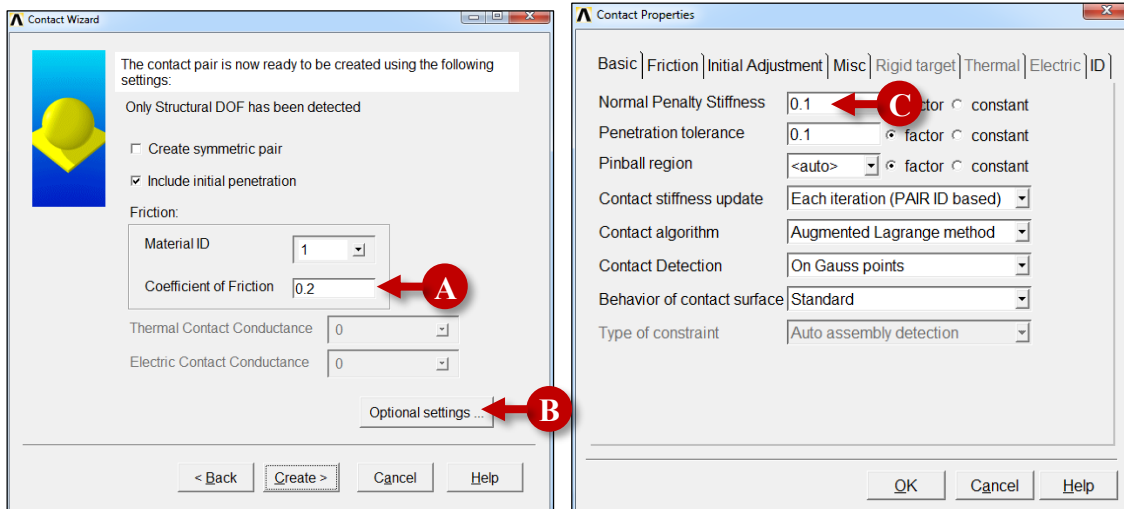 Contact Wizard
The contact pair is now ready to be created using the following
settings:
Only Structural DOF has been detected
Create symmetric pair
Include initial penetration
Friction:
Material ID 1
Coefficient of Friction 0.2
A
Thermal Contact Conductance 0
Electric Contact Conductance 0
Optional settings ...
B
< Back Create > Cancel Help
Contact Properties
Basic Friction Initial Adjustment Misc Rigid target Thermal Electric ID
Normal Penalty Stiffness 0.1 C constant
Penetration tolerance 0.1 factor constant
Pinball region <auto> factor constant
Contact stiffness update Each iteration (PAIR ID based)
Contact algorithm Augmented Lagrange method
Contact Detection On Gauss points
Behavior of contact surface Standard
Type of constraint Auto assembly detection
OK Cancel Help